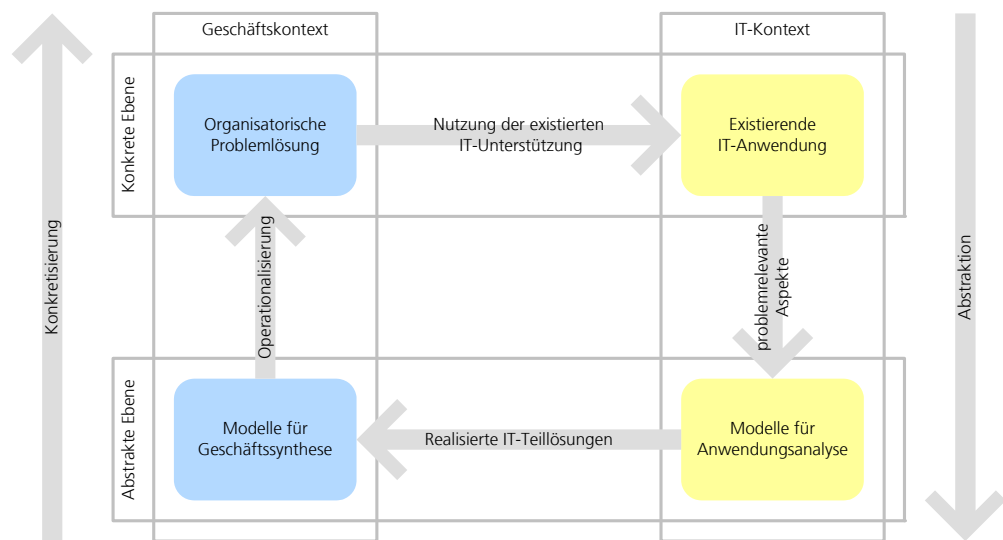 Geschäftskontext
IT-Kontext
Konkretisierung
Konkrete Ebene
Organisatorische
Problemlösung
Nutzung der existierten
IT-Unterstützung
Existierende
IT-Anwendung
Operationalisierung
problemrelevante
Aspekte
Abstraktion
Abstrakte Ebene
Modelle für
Geschäftssynthese
Realisierte IT-Teillösungen
Modelle für
Anwendungsanalyse